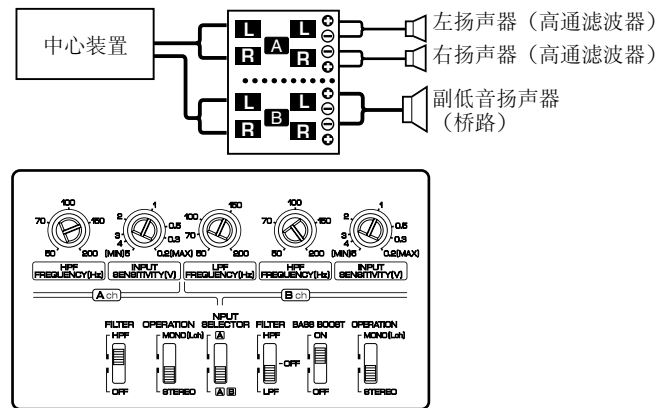 中心装置
L L ⊕
A ⊖
R R ⊖
⊕
L L ⊕
B ⊖
R R ⊖
⊕
左扬声器（高通滤波器）
右扬声器（高通滤波器）
副低音扬声器
（桥路）
50 70 100 150 200
HPF
FREQUENCY(Hz)
(MIN)5 4 3 2 1 0.5 0.3 0.2(MAX)
INPUT
SENSITIVITY(V)
50 70 100 150 200
LPF
FREQUENCY(Hz)
50 70 100 150 200
HPF
FREQUENCY(Hz)
(MIN)5 4 3 2 1 0.5 0.3 0.2(MAX)
INPUT
SENSITIVITY(V)
A ch
B ch
FILTER
HPF
OFF
OPERATION
MONO(Lch)
STEREO
INPUT
SELECTOR
A
A B
FILTER
HPF
OFF
LPF
BASS BOOST
ON
OFF
OPERATION
MONO(Lch)
STEREO